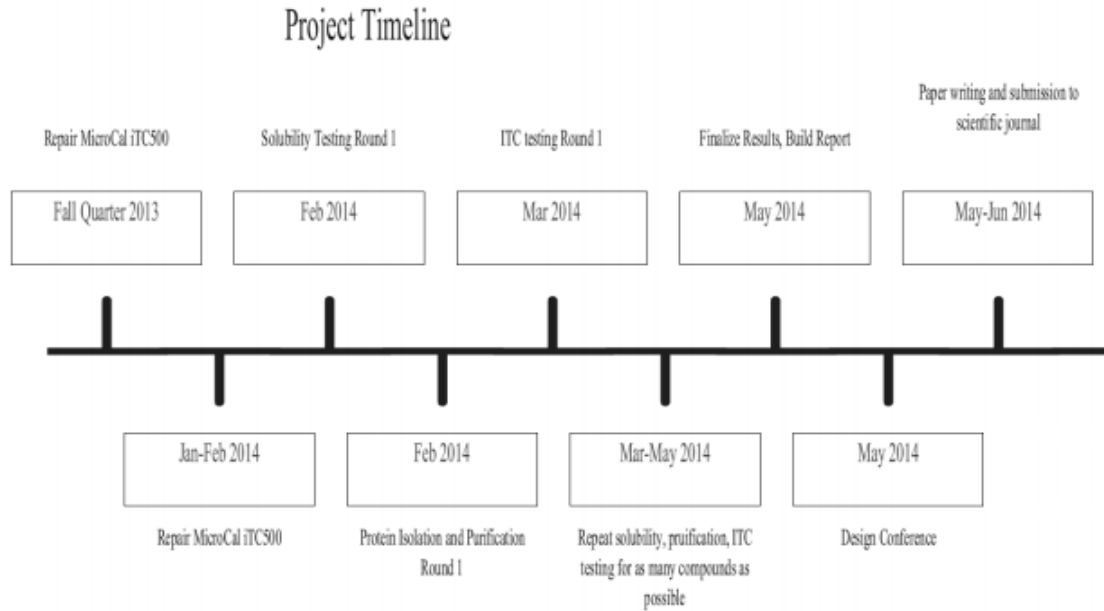 Project Timeline
Paper writing and submission to
scientific journal
Repair MicroCal iTC500
Solubility Testing Round 1
ITC testing Round 1
Finalize Results, Build Report
Fall Quarter 2013
Feb 2014
Mar 2014
May 2014
May-Jun 2014
Jan-Feb 2014
Feb 2014
Mar-May 2014
May 2014
Repair MicroCal iTC500
Protein Isolation and Purification
Round 1
Repeat solubility, pruification, ITC
testing for as many compounds as
possible
Design Conference